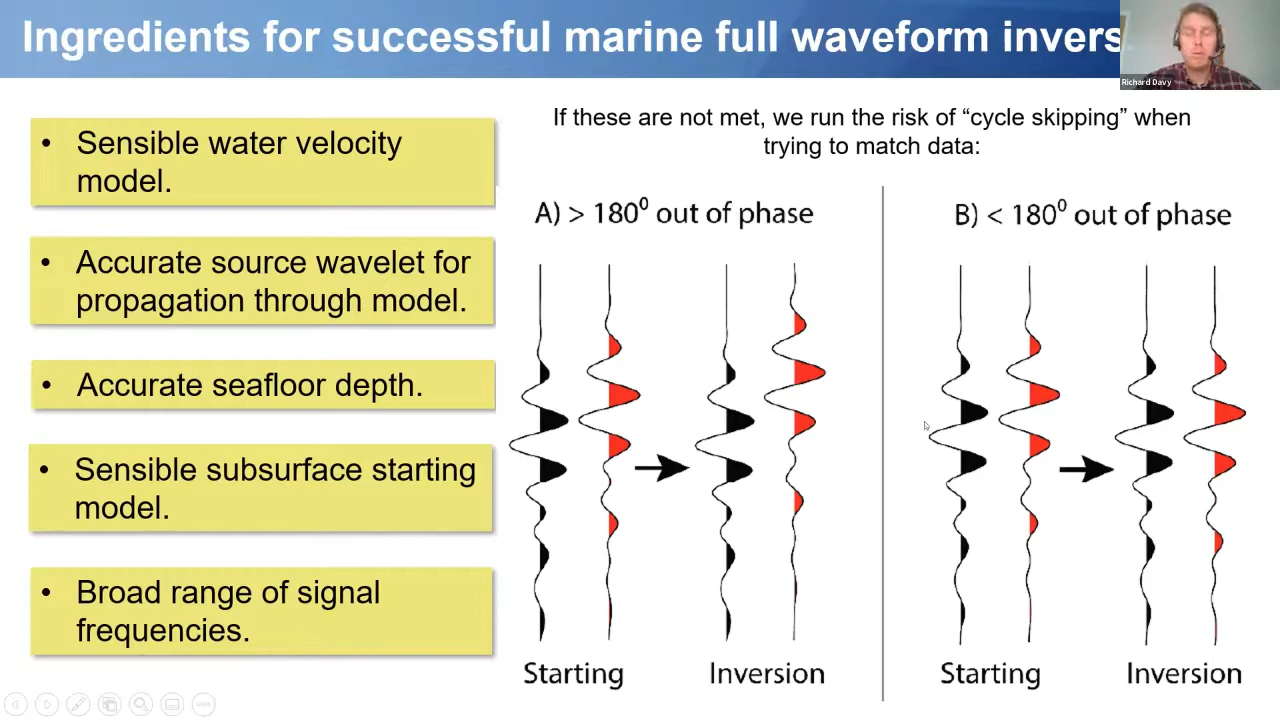 Ingredients for successful marine full waveform invers
Richard Davy
• Sensible water velocity
model.
• Accurate source wavelet for
propagation through model.
• Accurate seafloor depth.
• Sensible subsurface starting
model.
• Broad range of signal
frequencies.
If these are not met, we run the risk of “cycle skipping” when
trying to match data:
A) > 180⁰ out of phase
B) < 180⁰ out of phase
Starting
Inversion
Starting
Inversion